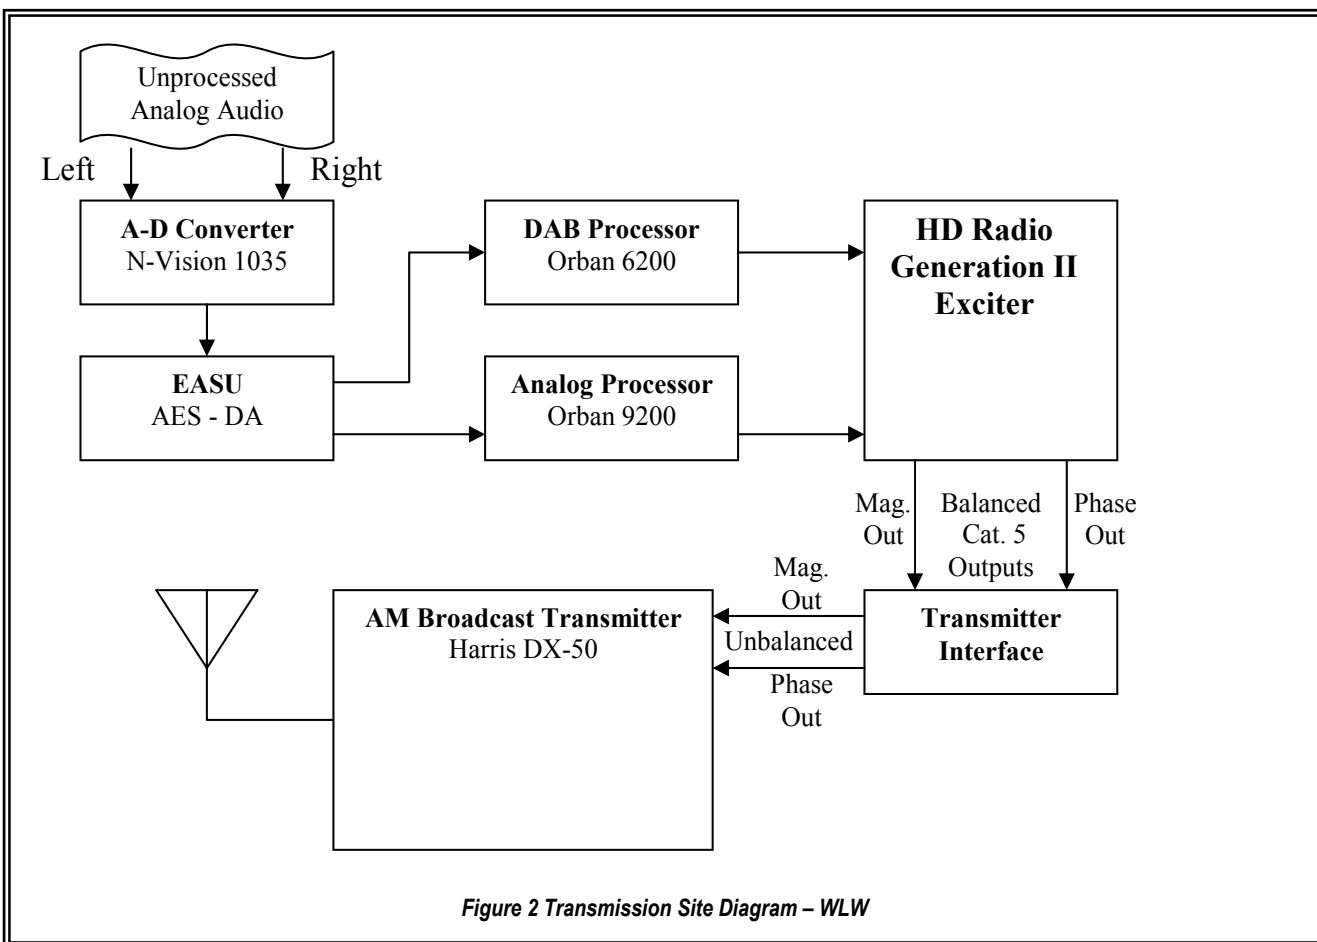 Unprocessed
Analog Audio
Left
Right
A-D Converter
N-Vision 1035
DAB Processor
Orban 6200
HD Radio
Generation II
Exciter
EASU
AES - DA
Analog Processor
Orban 9200
Mag.
Out
Balanced
Cat. 5
Outputs
Phase
Out
Mag.
Out
Unbalanced
Phase
Out
AM Broadcast Transmitter
Harris DX-50
Transmitter
Interface
Figure 2 Transmission Site Diagram – WLW